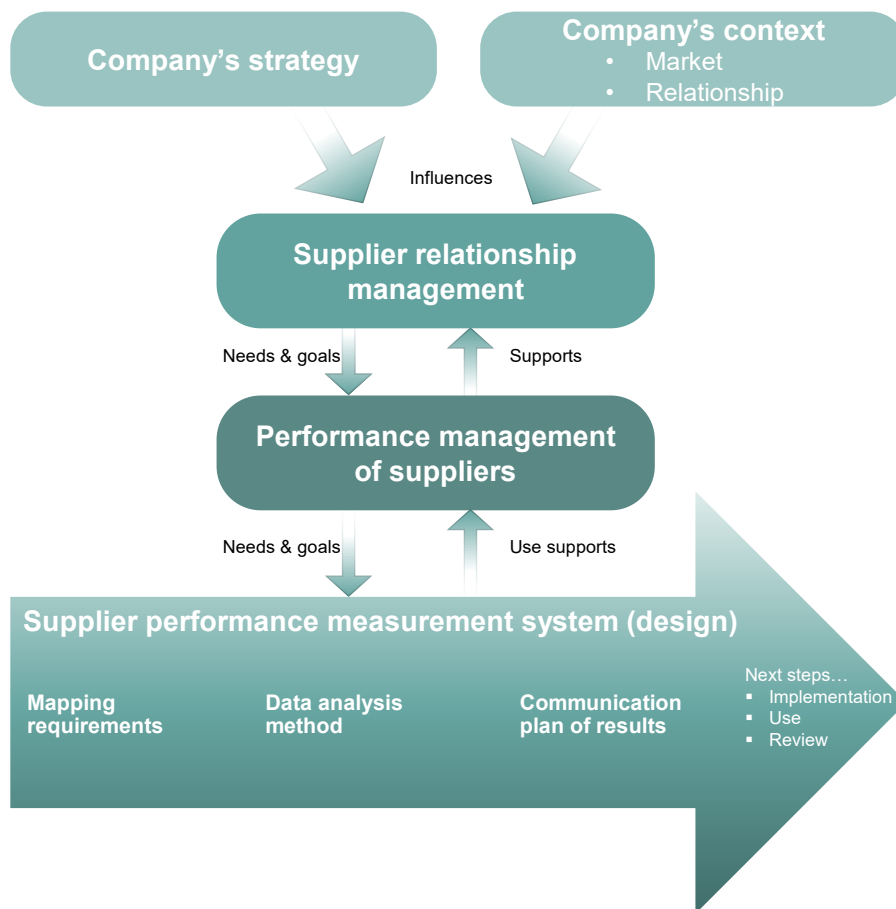 Company's strategy
Company's context
• Market
• Relationship
Influences
Supplier relationship
management
Needs & goals
Supports
Performance management
of suppliers
Needs & goals
Use supports
Supplier performance measurement system (design)
Mapping
requirements
Data analysis
method
Communication
plan of results
Next steps…
▪ Implementation
▪ Use
▪ Review